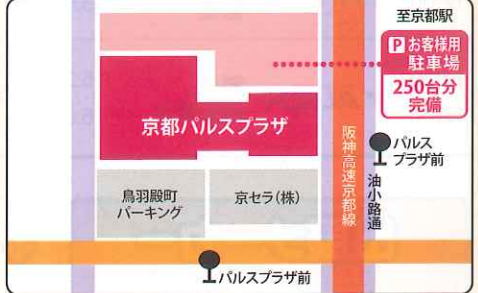 至京都駅
P お客様用
駐車場
250台分
完備
京都パルスプラザ
阪神高速京都線
パルス
プラザ前
油小路通
鳥羽殿町
パーキング
京セラ(株)
パルスプラザ前